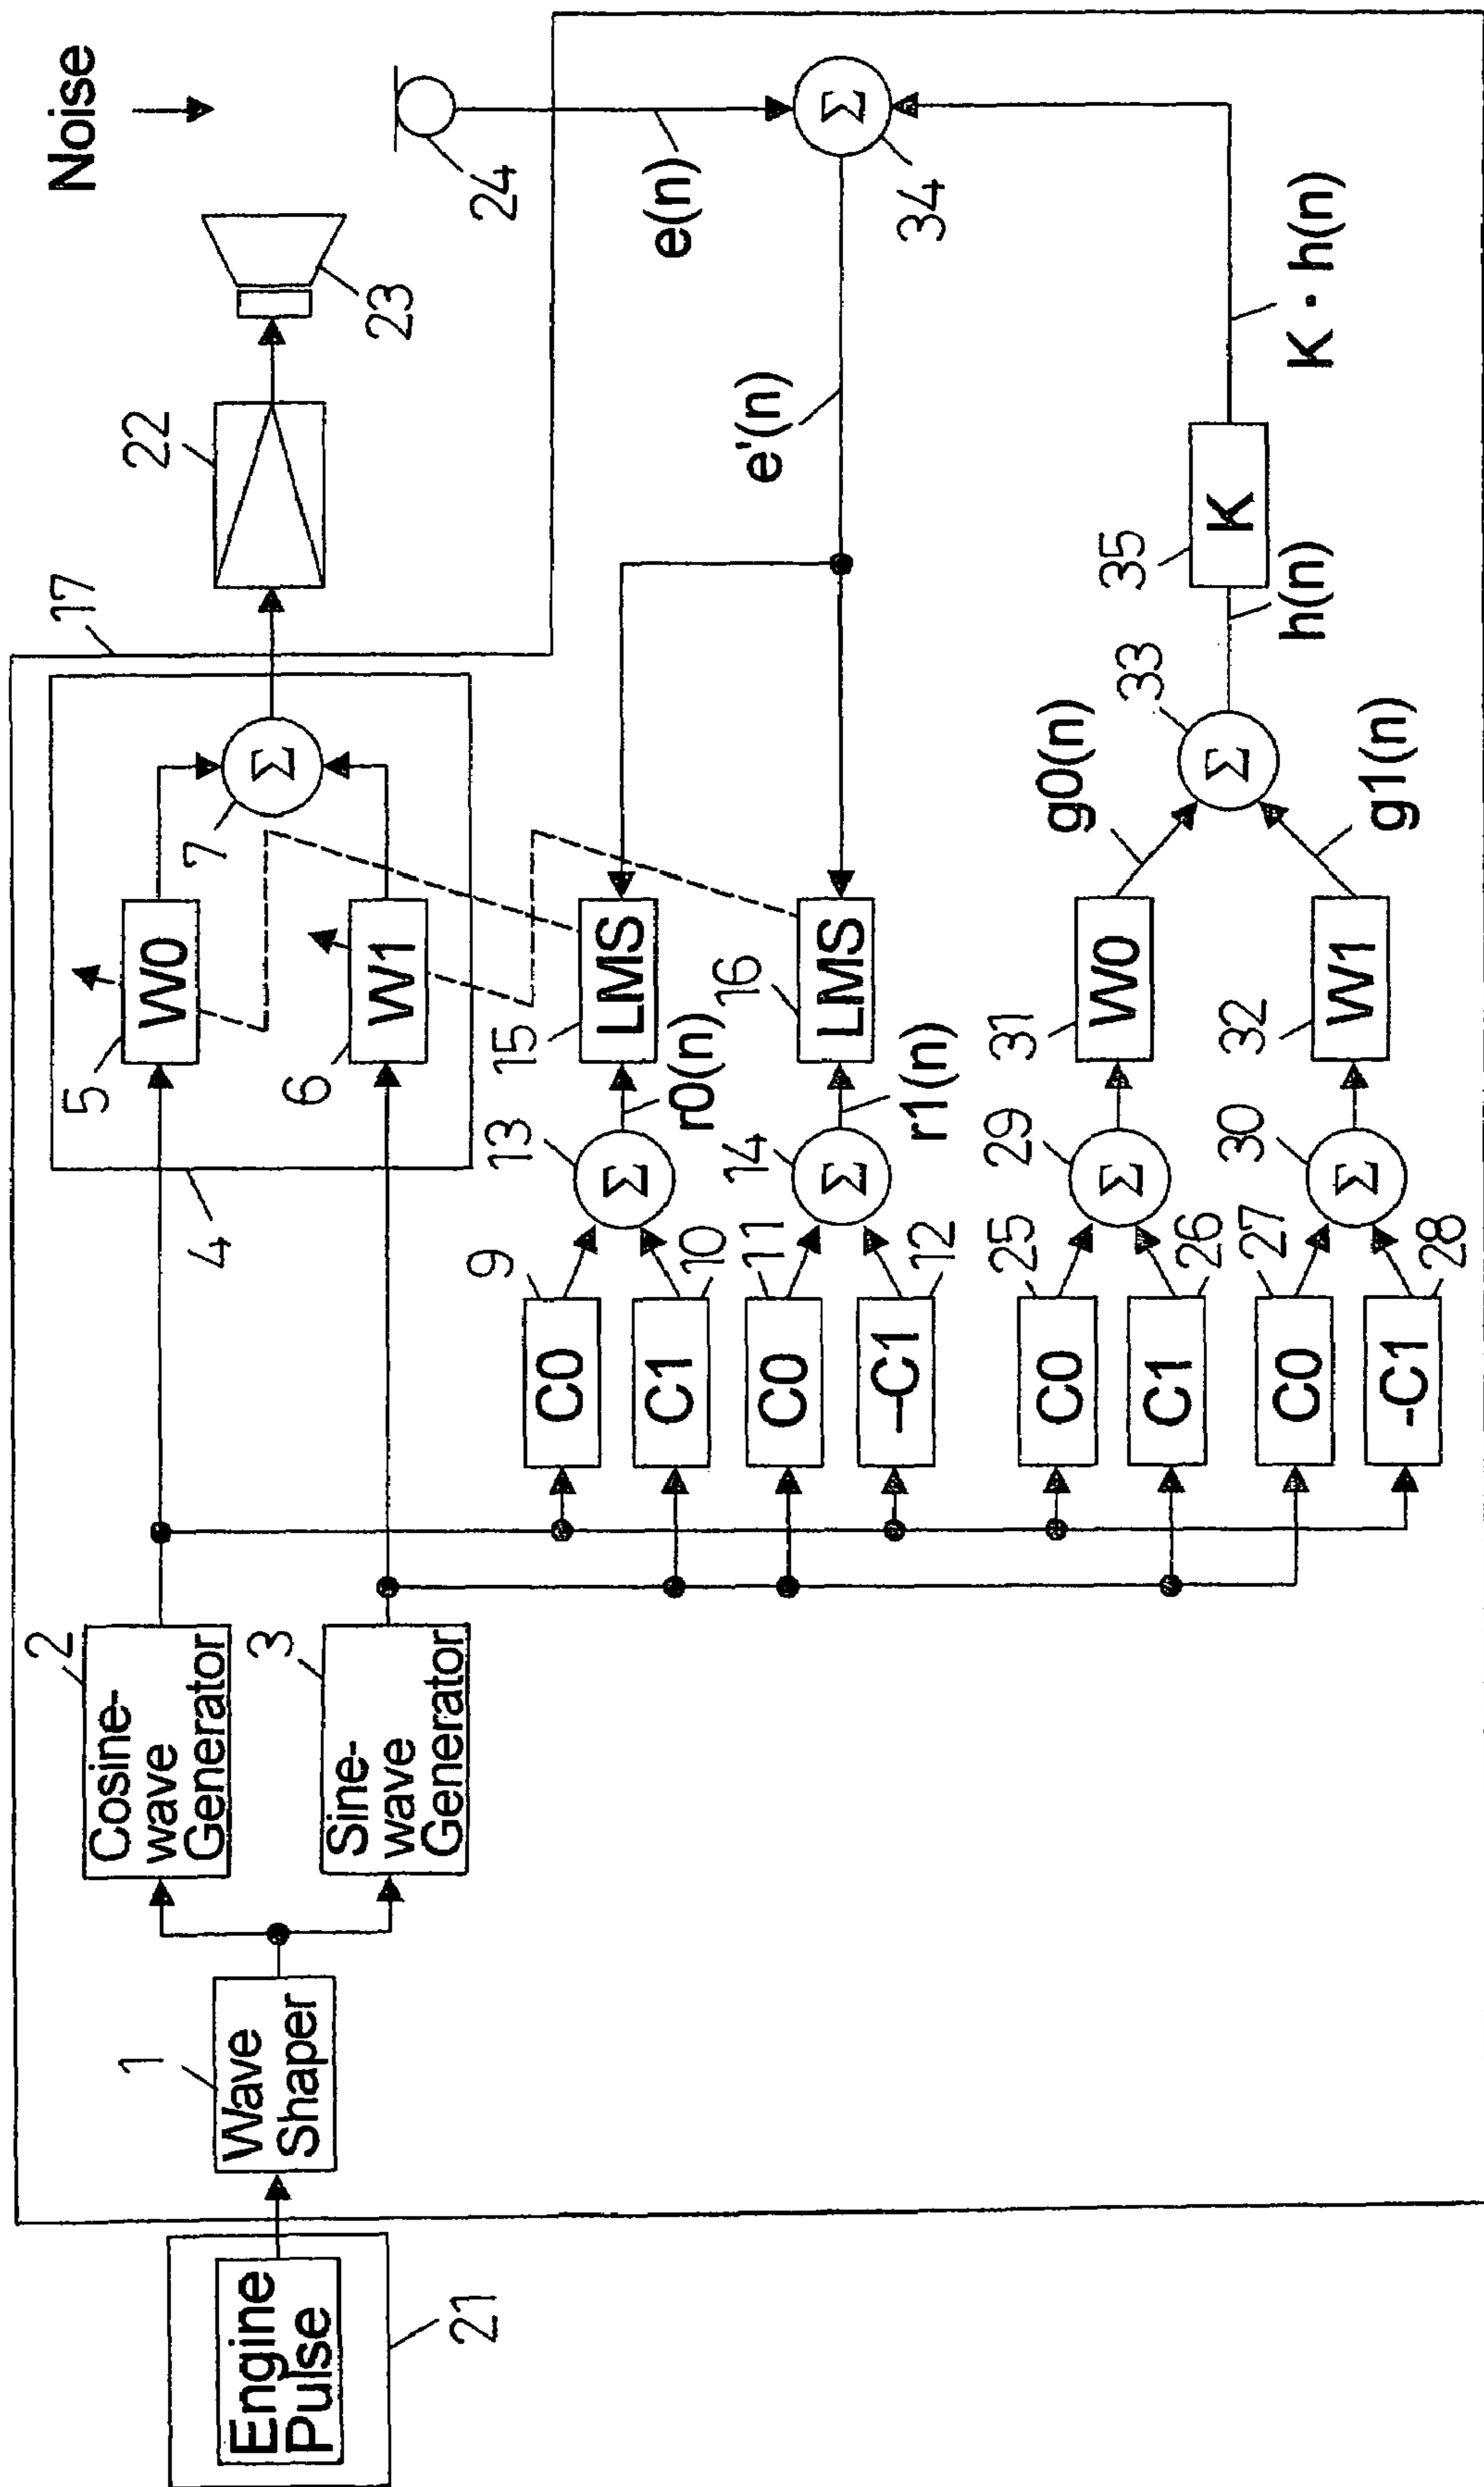 Engine
Pulse
21
1
Wave
Shaper
2
Cosine-
wave
Generator
3
Sine-
wave
Generator
4
5
W0
6
W1
7
Σ
17
22
23
Noise
24
e(n)
9
C0
10
C1
11
C0
12
-C1
13
Σ
14
Σ
r0(n)
r1(n)
15
LMS
16
LMS
e'(n)
Σ
34
25
C0
26
C1
27
C0
28
-C1
29
Σ
30
Σ
31
W0
32
W1
g0(n)
g1(n)
33
Σ
h(n)
35
K
K · h(n)